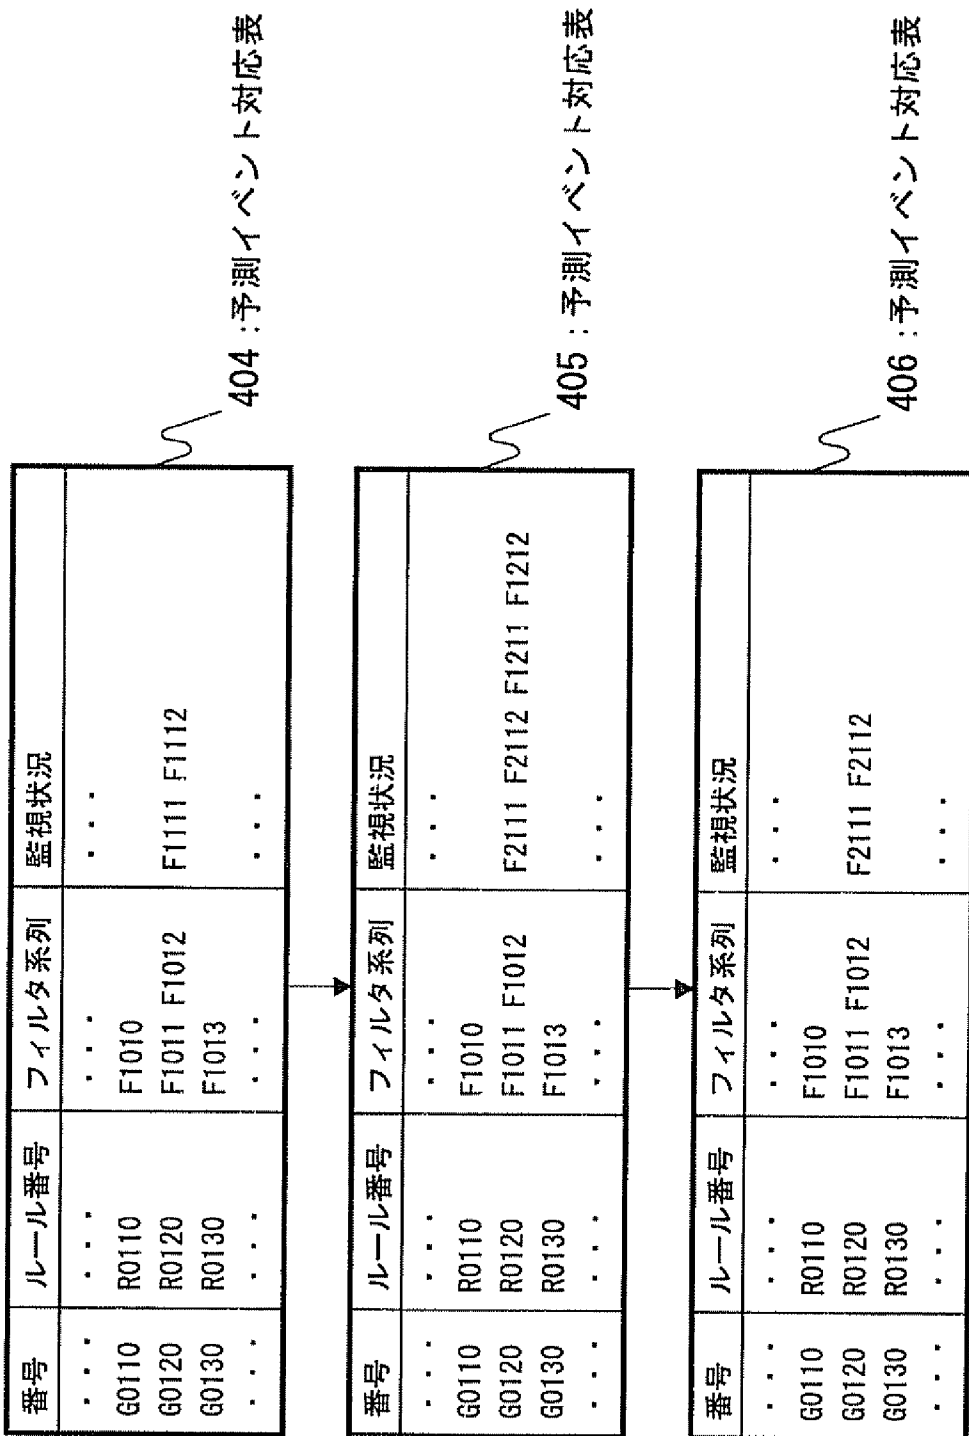 番号 ルール番号 フィルタ系列 監視状況
・・・ ・・・ ・・・ ・・・
G0110 R0110 F1010
G0120 R0120 F1011 F1012 F1111 F1112
G0130 R0130 F1013
・・・ ・・・ ・・・ ・・・
404：予測イベント対応表
番号 ルール番号 フィルタ系列 監視状況
・・・ ・・・ ・・・ ・・・
G0110 R0110 F1010
G0120 R0120 F1011 F1012 F2111 F2112 F1211 F1212
G0130 R0130 F1013
・・・ ・・・ ・・・ ・・・
405：予測イベント対応表
番号 ルール番号 フィルタ系列 監視状況
・・・ ・・・ ・・・ ・・・
G0110 R0110 F1010
G0120 R0120 F1011 F1012 F2111 F2112
G0130 R0130 F1013
・・・ ・・・ ・・・ ・・・
406：予測イベント対応表